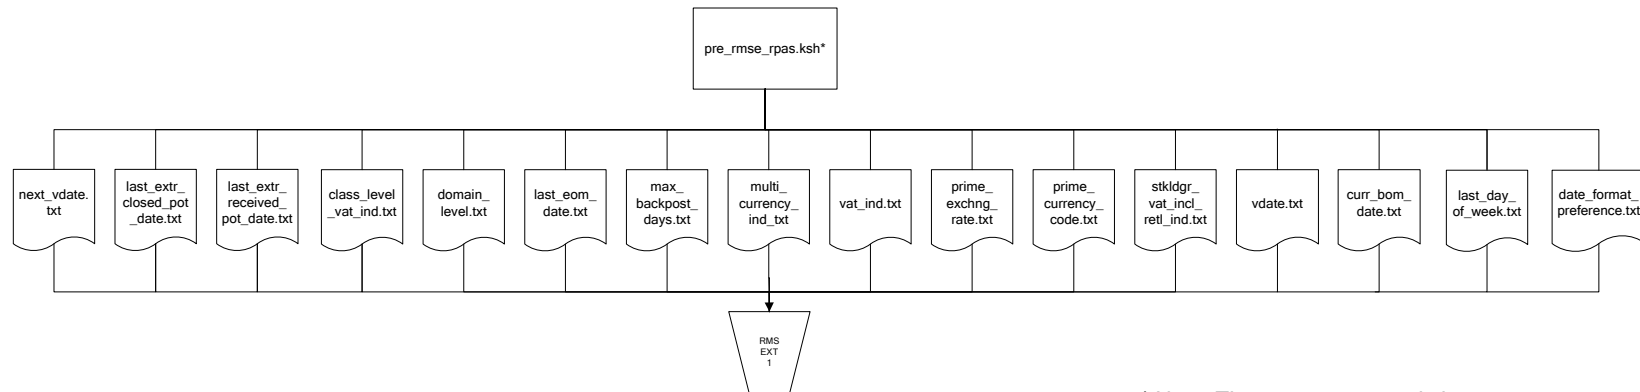 pre_rmse_rpas.ksh*
next_vdate.
txt
last_extr_
closed_pot
_date.txt
last_extr_
received_
pot_date.txt
class_level
_vat_ind.txt
domain_
level.txt
last_eom_
date.txt
max_
backpost_
days.txt
multi_
currency_
ind_txt
vat_ind.txt
prime_
exchng_
rate.txt
prime_
currency_
code.txt
stkldgr_
vat_incl_
retl_ind.txt
vdate.txt
curr_bom_
date.txt
last_day_
of_week.txt
date_format_
preference.txt
RMS
EXT
1